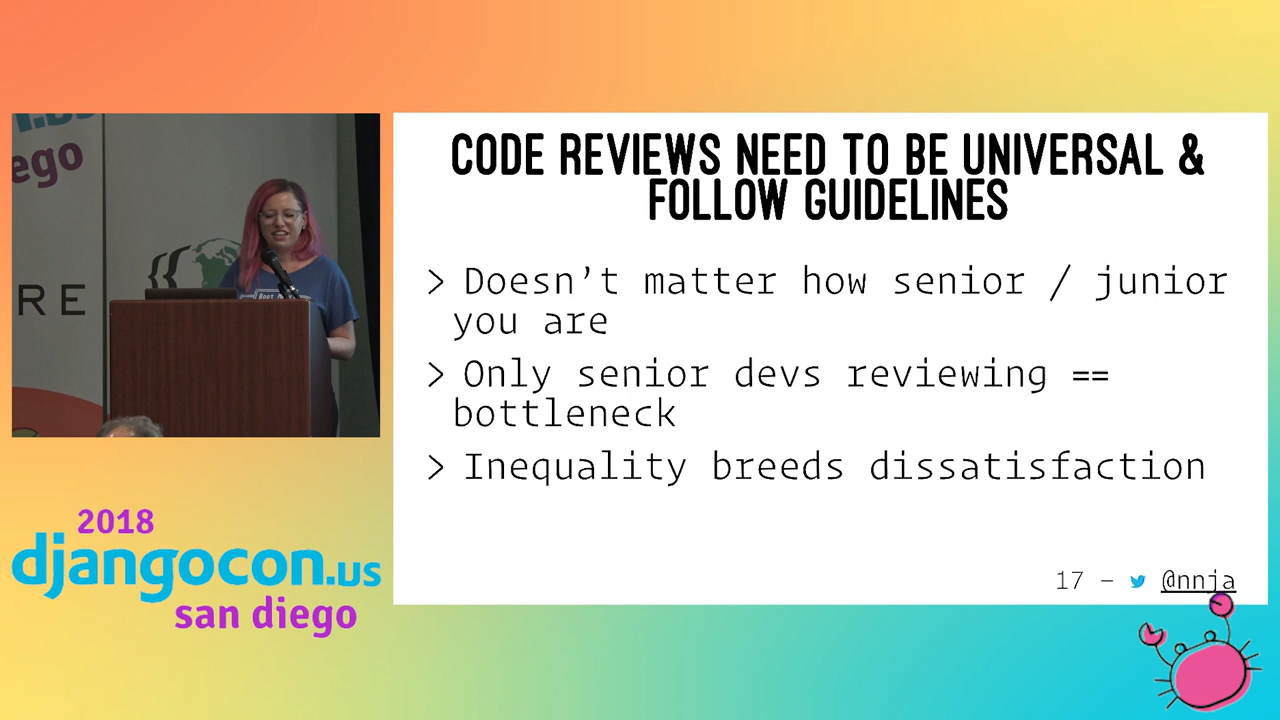 CODE REVIEWS NEED TO BE UNIVERSAL &
FOLLOW GUIDELINES
> Doesn't matter how senior / junior
you are
> Only senior devs reviewing ==
bottleneck
> Inequality breeds dissatisfaction
17 – @nnja
ego
RE
2018
djangocon.us
san diego